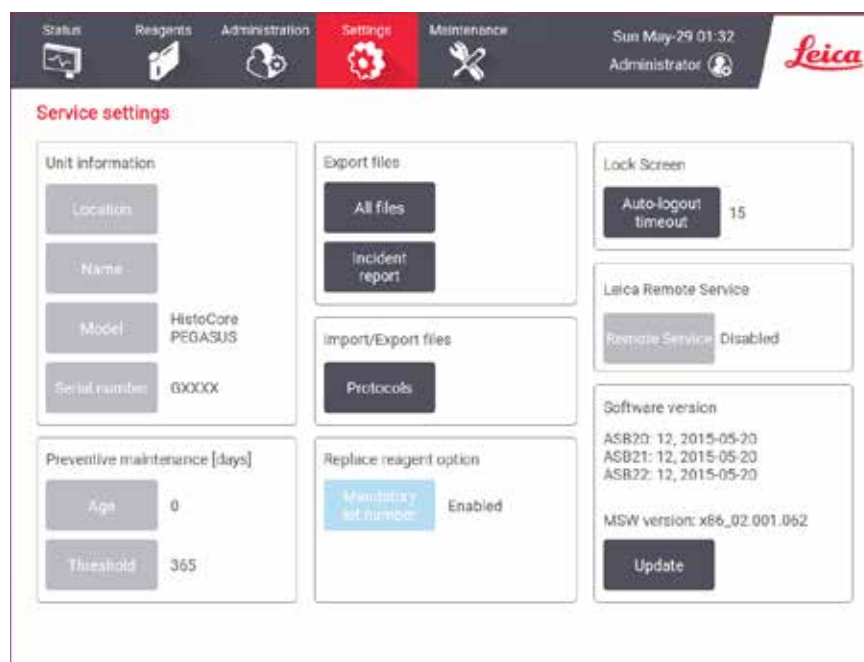 Status
Reagents
Administration
Settings
Maintenance
Sun May-29 01:32
Administrator
Leica
Service settings
Unit information
Location
Name
Model
HistoCore
PEGASUS
Serial number
GXXXX
Preventive maintenance [days]
Age
0
Threshold
365
Export files
All files
Incident
report
Import/Export files
Protocols
Replace reagent option
Mandatory
lot number
Enabled
Lock Screen
Auto-logout
timeout
15
Leica Remote Service
Remote Service
Disabled
Software version
ASB20: 12, 2015-05-20
ASB21: 12, 2015-05-20
ASB22: 12, 2015-05-20
MSW version: x86_02.001.062
Update